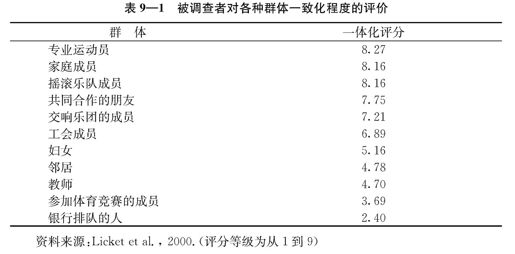 表 9—1 被调查者对各种群体一致化程度的评价
群 体 一体化评分
专业运动员 8.27
家庭成员 8.16
摇滚乐队成员 8.16
共同合作的朋友 7.75
交响乐团的成员 7.21
工会成员 6.89
妇女 5.16
邻居 4.78
教师 4.70
参加体育竞赛的成员 3.69
银行排队的人 2.40
资料来源:Licket et al.，2000.(评分等级为从 1 到 9)